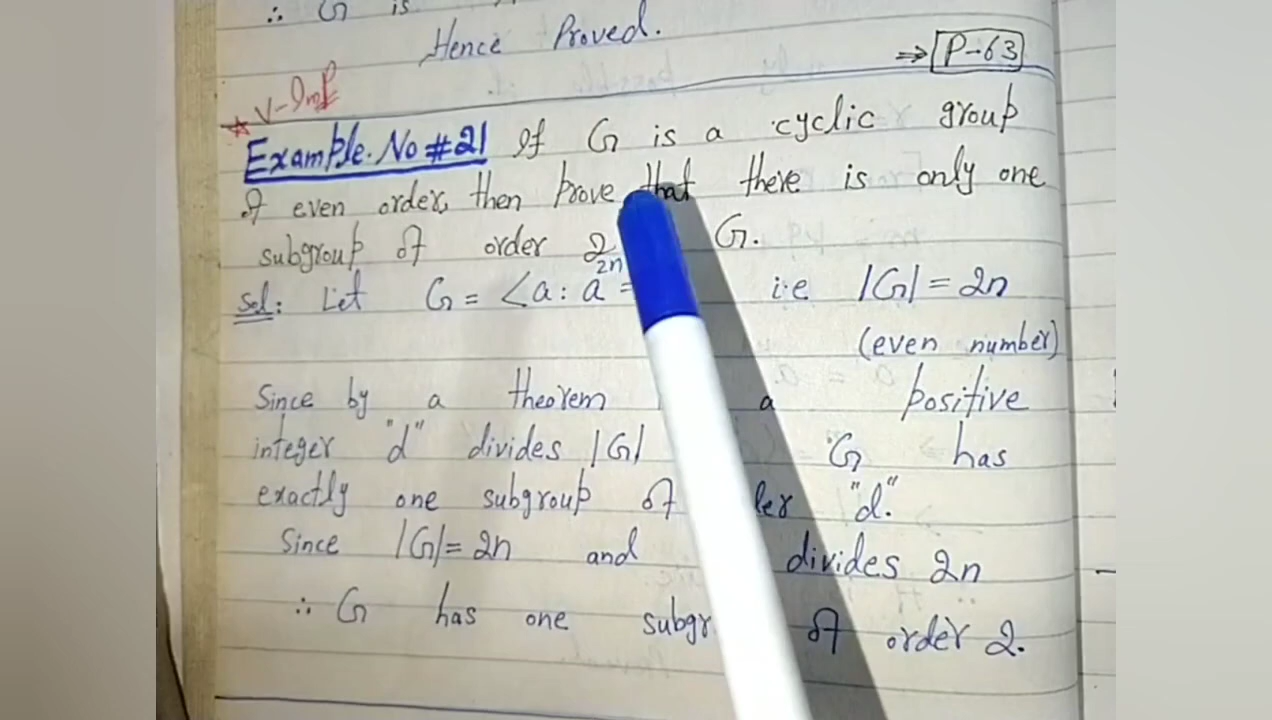 ∴ G is
Hence Proved.
⇒ P-63
★ V-Imp
Example.No #21 If G is a cyclic group
of even order, then prove that there is only one
subgroup of order 2 G.
Sol: Let G = <a: a²ⁿ = i.e |G| = 2n
(even number)
Since by a theorem a positive
integer "d" divides |G| G has
exactly one subgroup of "d."
Since |G| = 2n and divides 2n
∴ G has one of order 2.